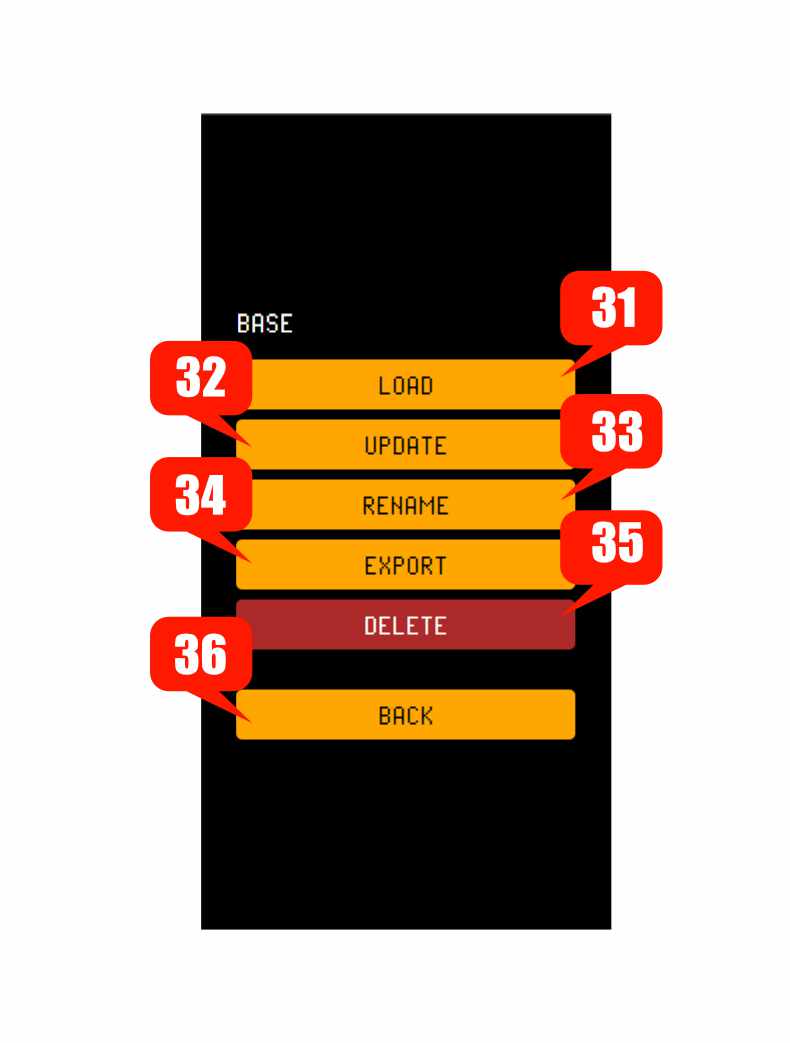 31
BASE
32
LOAD
33
UPDATE
34
RENAME
35
EXPORT
DELETE
36
BACK